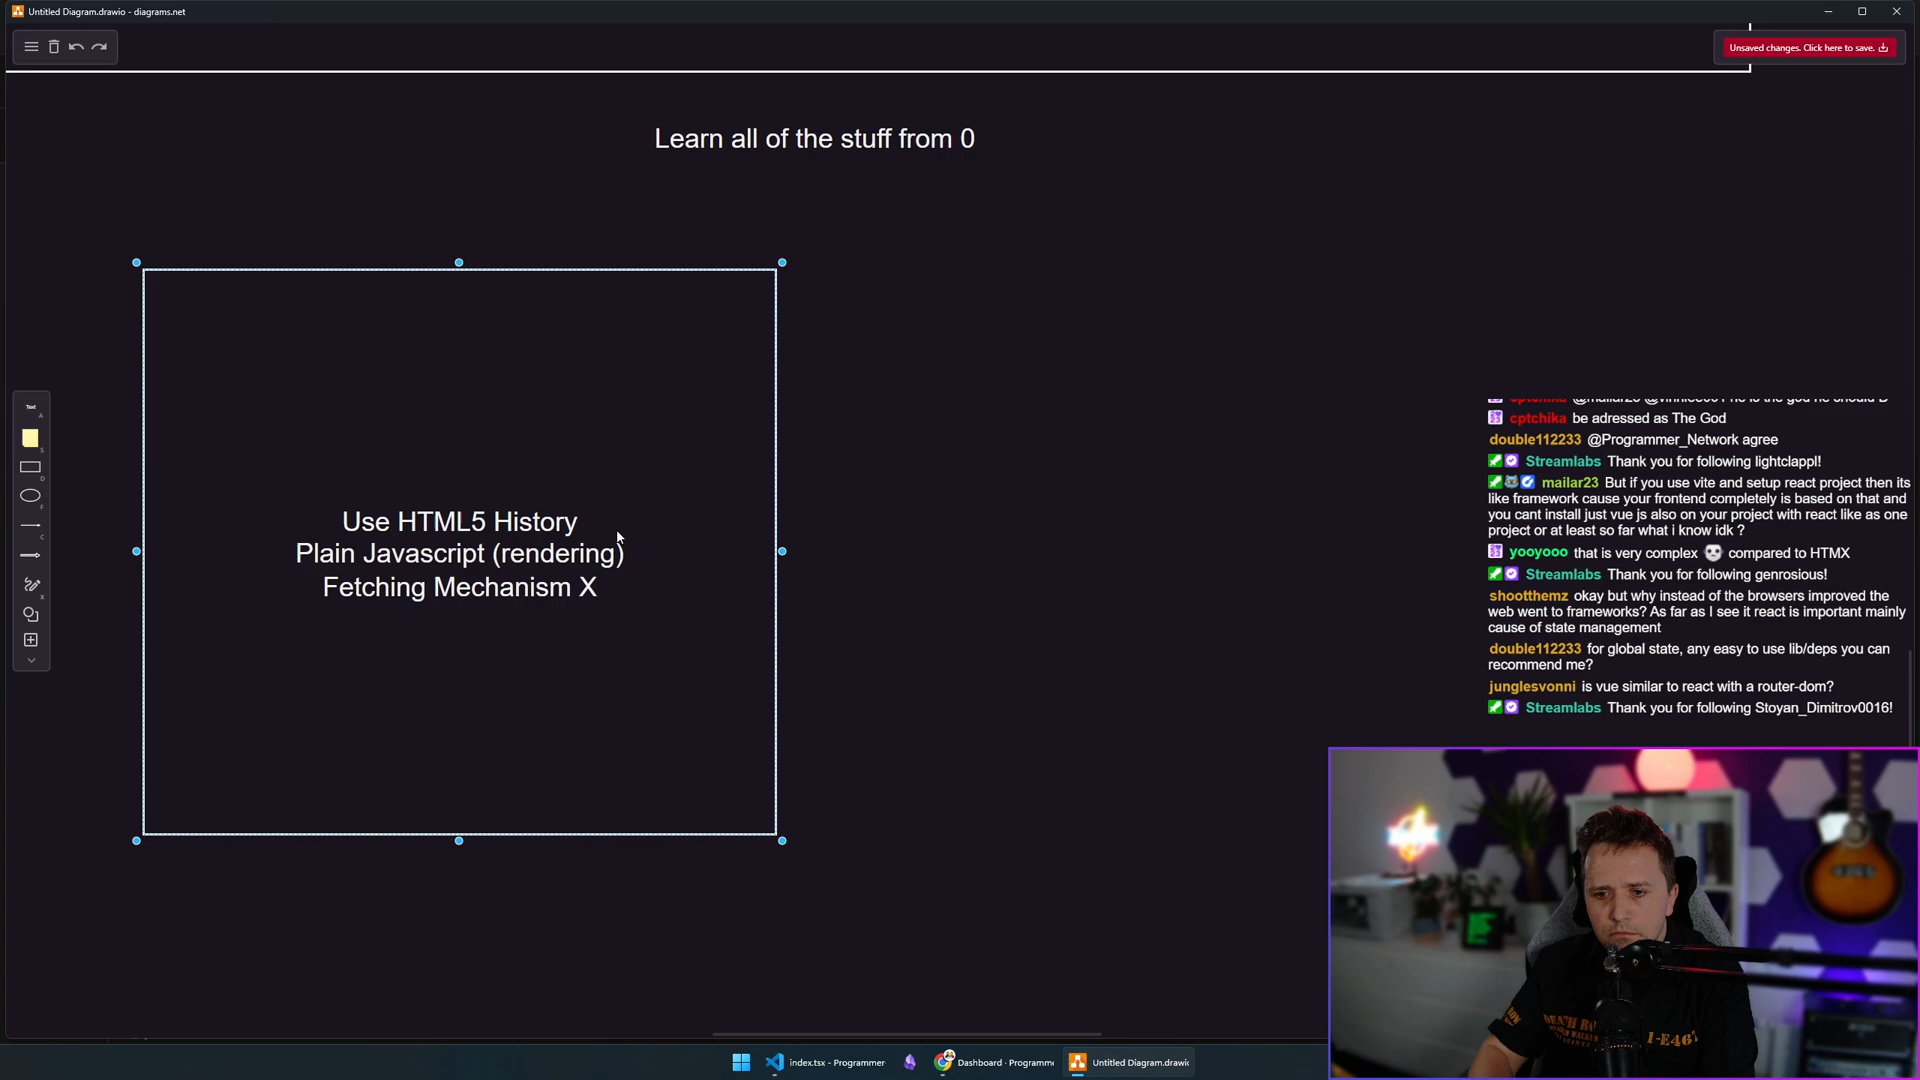 Untitled Diagram.drawio - diagrams.net
Unsaved changes. Click here to save.
Learn all of the stuff from 0
Text
A
S
D
F
C
X
Use HTML5 History
Plain Javascript (rendering)
Fetching Mechanism X
cptchika be adressed as The God
double112233 @Programmer_Network agree
Streamlabs Thank you for following lightclappl!
mailar23 But if you use vite and setup react project then its
like framework cause your frontend completely is based on that and
you cant install just vue js also on your project with react like as one
project or at least so far what i know idk ?
yooyooo that is very complex compared to HTMX
Streamlabs Thank you for following genrosious!
shootthemz okay but why instead of the browsers improved the
web went to frameworks? As far as I see it react is important mainly
cause of state management
double112233 for global state, any easy to use lib/deps you can
recommend me?
junglesvonni is vue similar to react with a router-dom?
Streamlabs Thank you for following Stoyan_Dimitrov0016!
DEATH RO
1-E46
index.tsx - Programmer
Dashboard - Programm
Untitled Diagram.drawi